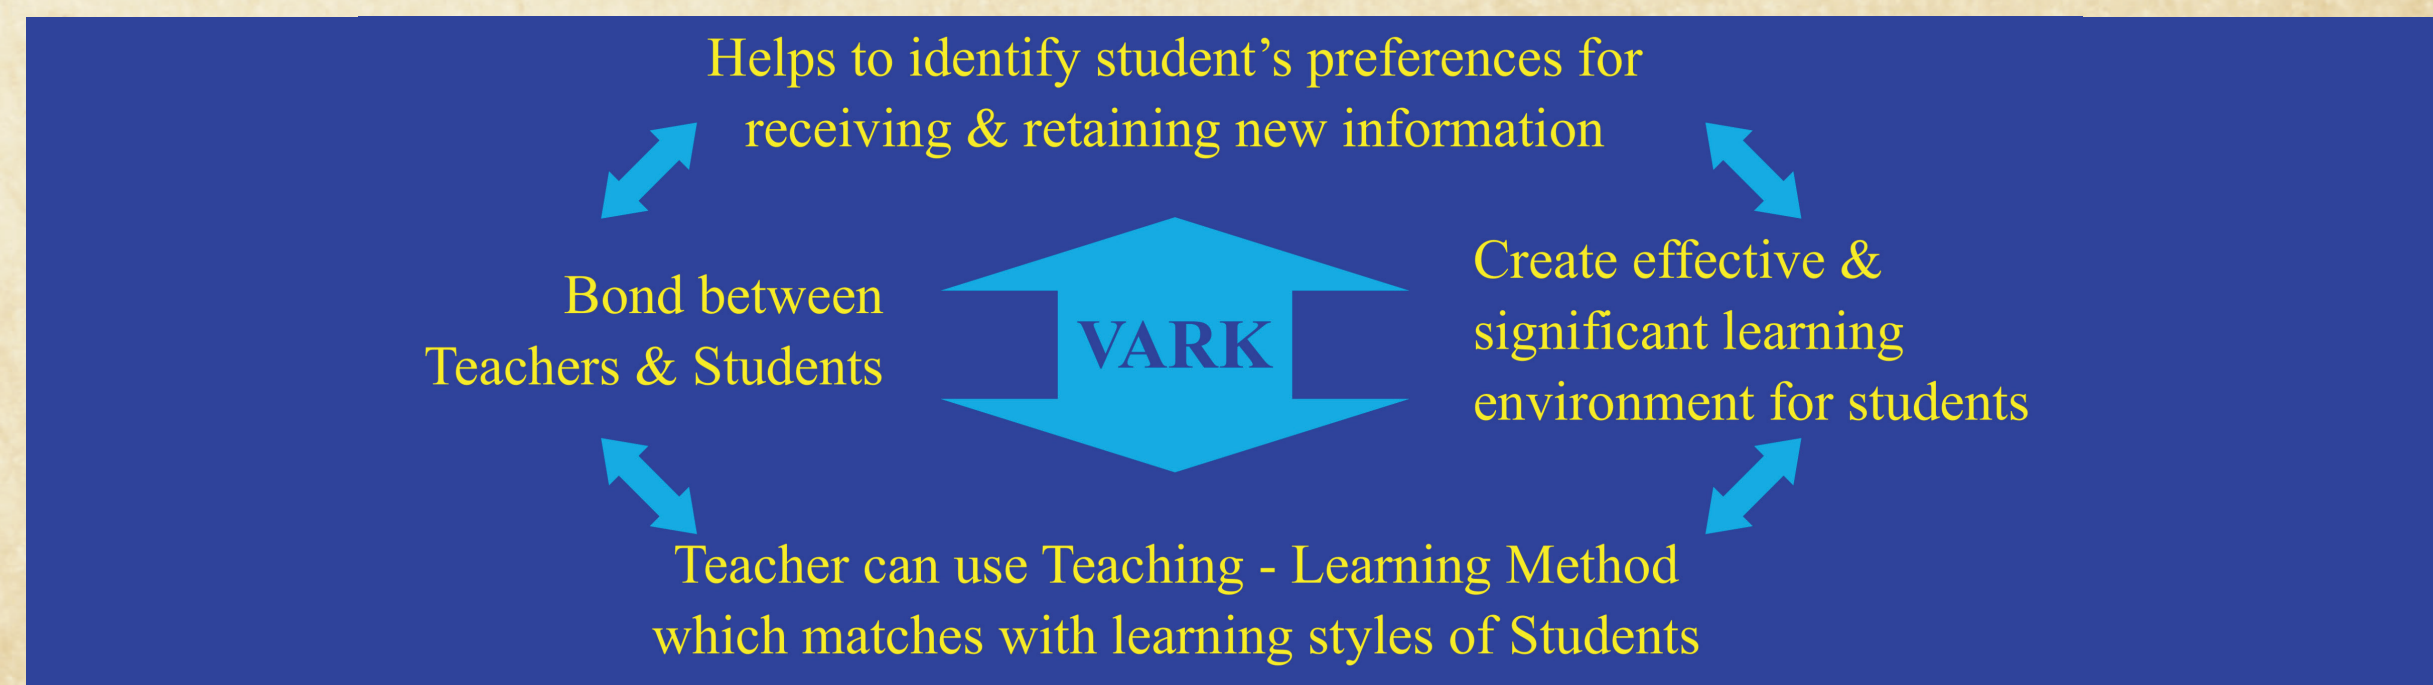 Helps to identify student’s preferences for
receiving & retaining new information
Bond between
Teachers & Students
VARK
Create effective &
significant learning
environment for students
Teacher can use Teaching - Learning Method
which matches with learning styles of Students